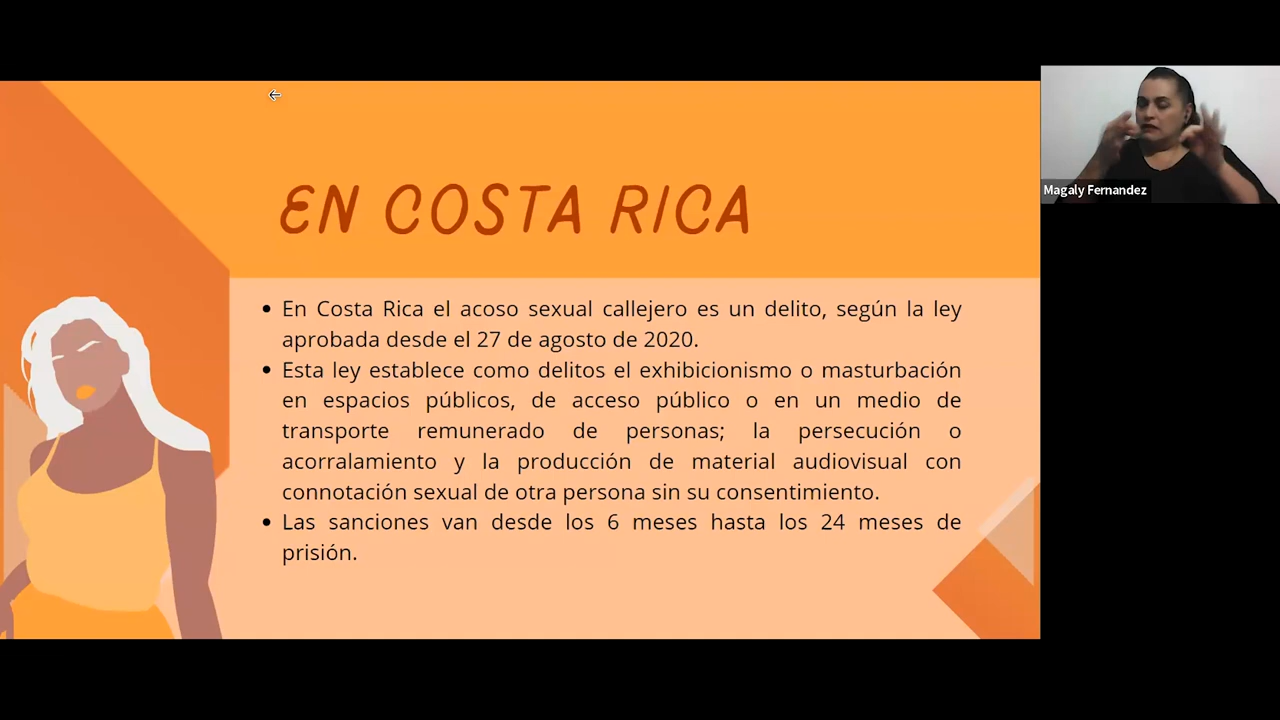 EN COSTA RICA
• En Costa Rica el acoso sexual callejero es un delito, según la ley
aprobada desde el 27 de agosto de 2020.
• Esta ley establece como delitos el exhibicionismo o masturbación
en espacios públicos, de acceso público o en un medio de
transporte remunerado de personas; la persecución o
acorralamiento y la producción de material audiovisual con
connotación sexual de otra persona sin su consentimiento.
• Las sanciones van desde los 6 meses hasta los 24 meses de
prisión.
Magaly Fernandez